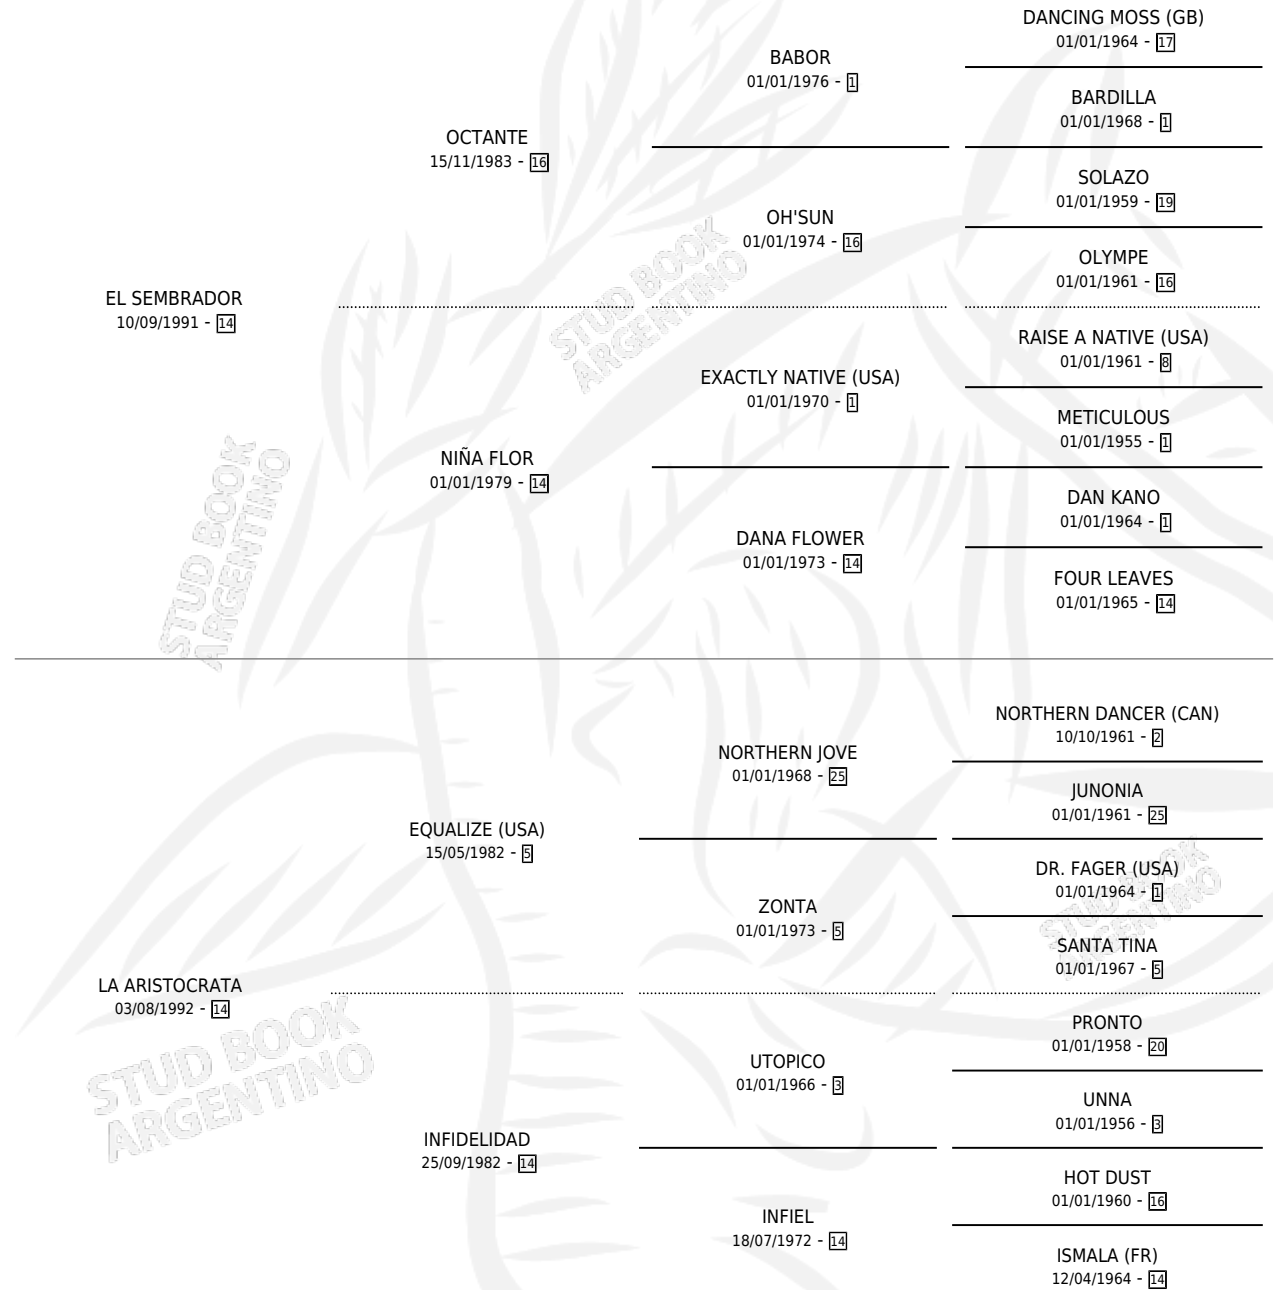 DANCING MOSS (GB)
01/01/1964 - 17
BABOR
01/01/1976 - 1
BARDILLA
01/01/1968 - 1
OCTANTE
15/11/1983 - 16
SOLAZO
01/01/1959 - 19
OH'SUN
01/01/1974 - 16
OLYMPE
01/01/1961 - 16
EL SEMBRADOR
10/09/1991 - 14
RAISE A NATIVE (USA)
01/01/1961 - 8
EXACTLY NATIVE (USA)
01/01/1970 - 1
METICULOUS
01/01/1955 - 1
NIÑA FLOR
01/01/1979 - 14
DAN KANO
01/01/1964 - 1
DANA FLOWER
01/01/1973 - 14
FOUR LEAVES
01/01/1965 - 14
STUD BOOK
ARGENTINO
STUD BOOK
ARGENTINO
NORTHERN DANCER (CAN)
10/10/1961 - 2
NORTHERN JOVE
01/01/1968 - 25
JUNONIA
01/01/1961 - 25
EQUALIZE (USA)
15/05/1982 - 5
DR. FAGER (USA)
01/01/1964 - 1
ZONTA
01/01/1973 - 5
SANTA TINA
01/01/1967 - 5
STUD BOOK
ARGENTINO
LA ARISTOCRATA
03/08/1992 - 14
PRONTO
01/01/1958 - 20
UTOPICO
01/01/1966 - 3
UNNA
01/01/1956 - 3
INFIDELIDAD
25/09/1982 - 14
HOT DUST
01/01/1960 - 16
INFIEL
18/07/1972 - 14
ISMALA (FR)
12/04/1964 - 14
STUD BOOK
ARGENTINO